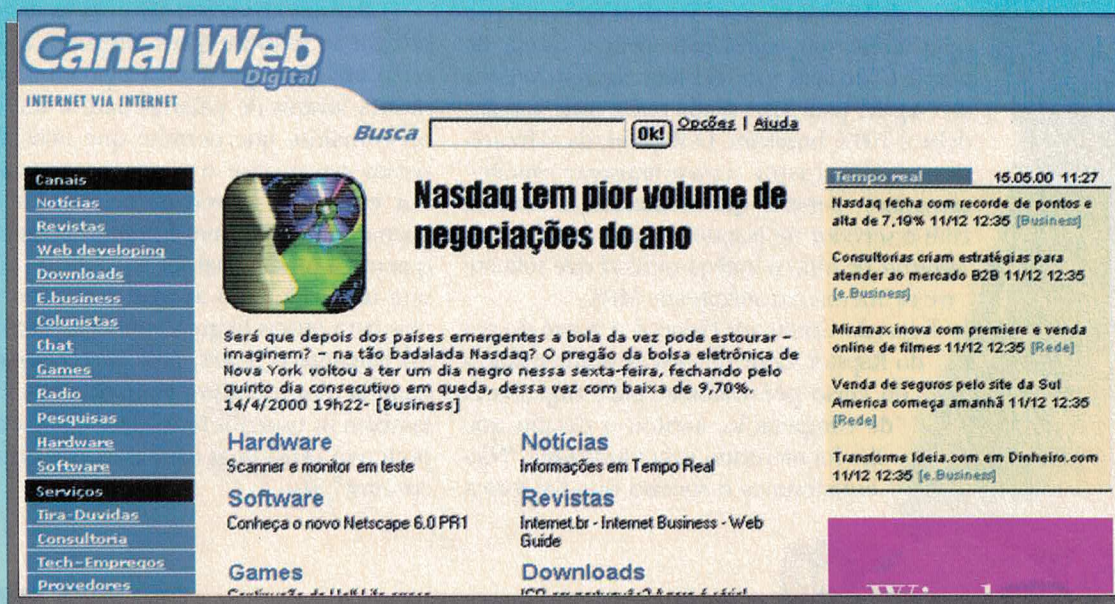 Canal Web
Digital
INTERNET VIA INTERNET
Busca
Ok!
Opções | Ajuda
Canais
Notícias
Revistas
Web developing
Downloads
E.business
Colunistas
Chat
Games
Radio
Pesquisas
Hardware
Software
Serviços
Tira-Duvidas
Consultoria
Tech-Empregos
Provedores
Nasdaq tem pior volume de
negociações do ano
Será que depois dos países emergentes a bola da vez pode estourar -
imaginem? - na tão badalada Nasdaq? O pregão da bolsa eletrônica de
Nova York voltou a ter um dia negro nessa sexta-feira, fechando pelo
quinto dia consecutivo em queda, dessa vez com baixa de 9,70%.
14/4/2000 19h22- [Business]
Hardware
Scanner e monitor em teste
Notícias
Informações em Tempo Real
Software
Conheça o novo Netscape 6.0 PR1
Revistas
Internet.br - Internet Business - Web
Guide
Games
Downloads
Tempo real 15.05.00 11:27
Nasdaq fecha com recorde de pontos e
alta de 7,19% 11/12 12:35 [Business]
Consultorias criam estratégias para
atender ao mercado B2B 11/12 12:35
[e.Business]
Miramax inova com premiere e venda
online de filmes 11/12 12:35 [Rede]
Venda de seguros pelo site da Sul
America começa amanhã 11/12 12:35
[Rede]
Transforme Ideia.com em Dinheiro.com
11/12 12:35 [e.Business]